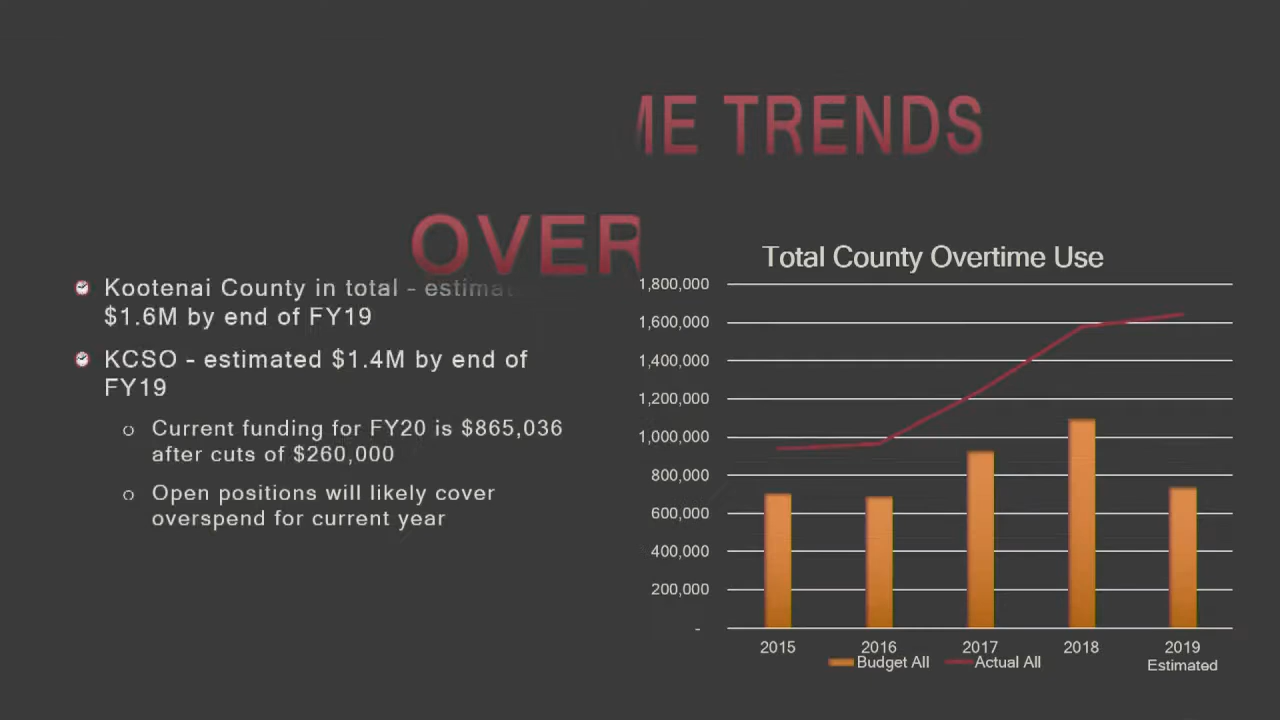 ME TRENDS
OVER
Kootenai County in total - estimat
$1.6M by end of FY19
KCSO - estimated $1.4M by end of
FY19
Current funding for FY20 is $865,036
after cuts of $260,000
Open positions will likely cover
overspend for current year
Total County Overtime Use
1,800,000
1,600,000
1,400,000
1,200,000
1,000,000
800,000
600,000
400,000
200,000
-
2015 2016 2017 2018 2019
Estimated
Budget All Actual All